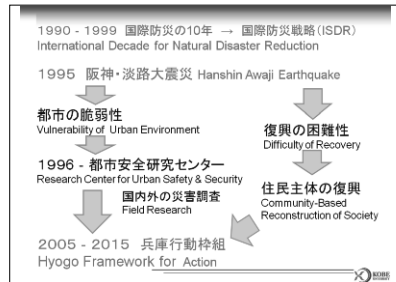 1990 - 1999 国際防災の10年 → 国際防災戦略(ISDR)
International Decade for Natural Disaster Reduction
1995 阪神・淡路大震災 Hanshin Awaji Earthquake
都市の脆弱性
Vulnerability of Urban Environment
復興の困難性
Difficulty of Recovery
1996 - 都市安全研究センター
Research Center for Urban Safety & Security
国内外の災害調査
Field Research
住民主体の復興
Community-Based
Reconstruction of Society
2005 - 2015 兵庫行動枠組
Hyogo Framework for Action
KOBE